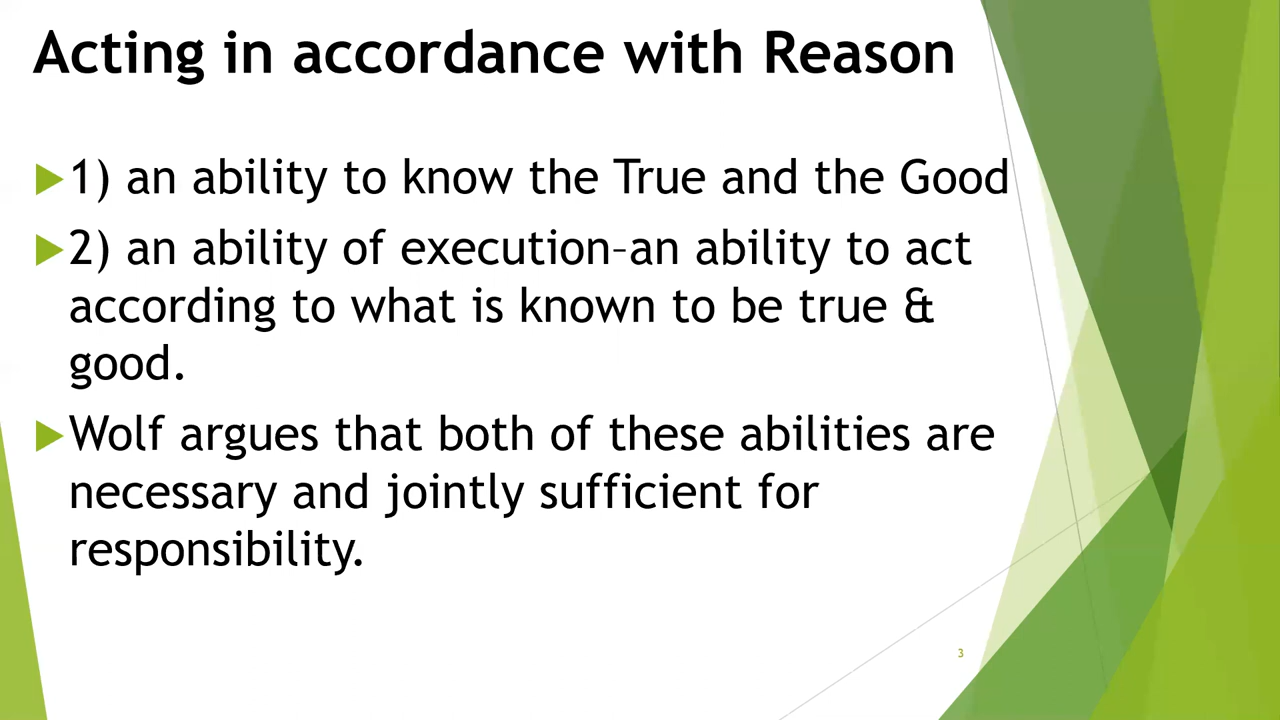 Acting in accordance with Reason
1) an ability to know the True and the Good
2) an ability of execution–an ability to act
according to what is known to be true &
good.
Wolf argues that both of these abilities are
necessary and jointly sufficient for
responsibility.
3